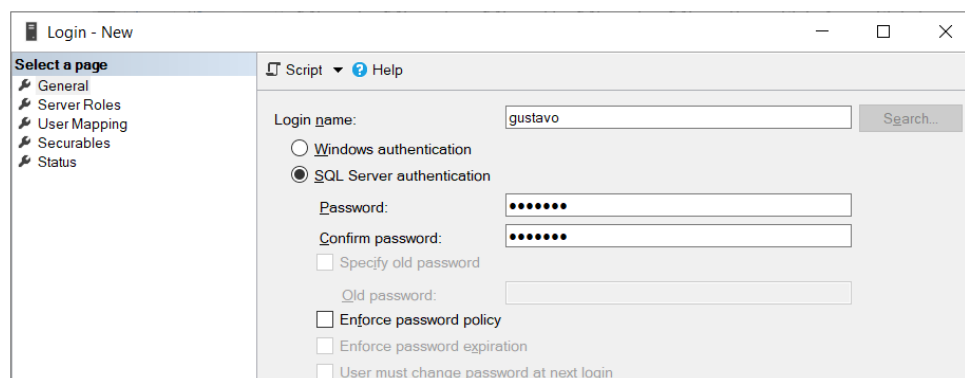 Login - New
Select a page
General
Server Roles
User Mapping
Securables
Status
Script Help
Login name: gustavo Search...
Windows authentication
SQL Server authentication
Password: ●●●●●●●
Confirm password: ●●●●●●●
Specify old password
Old password:
Enforce password policy
Enforce password expiration
User must change password at next login